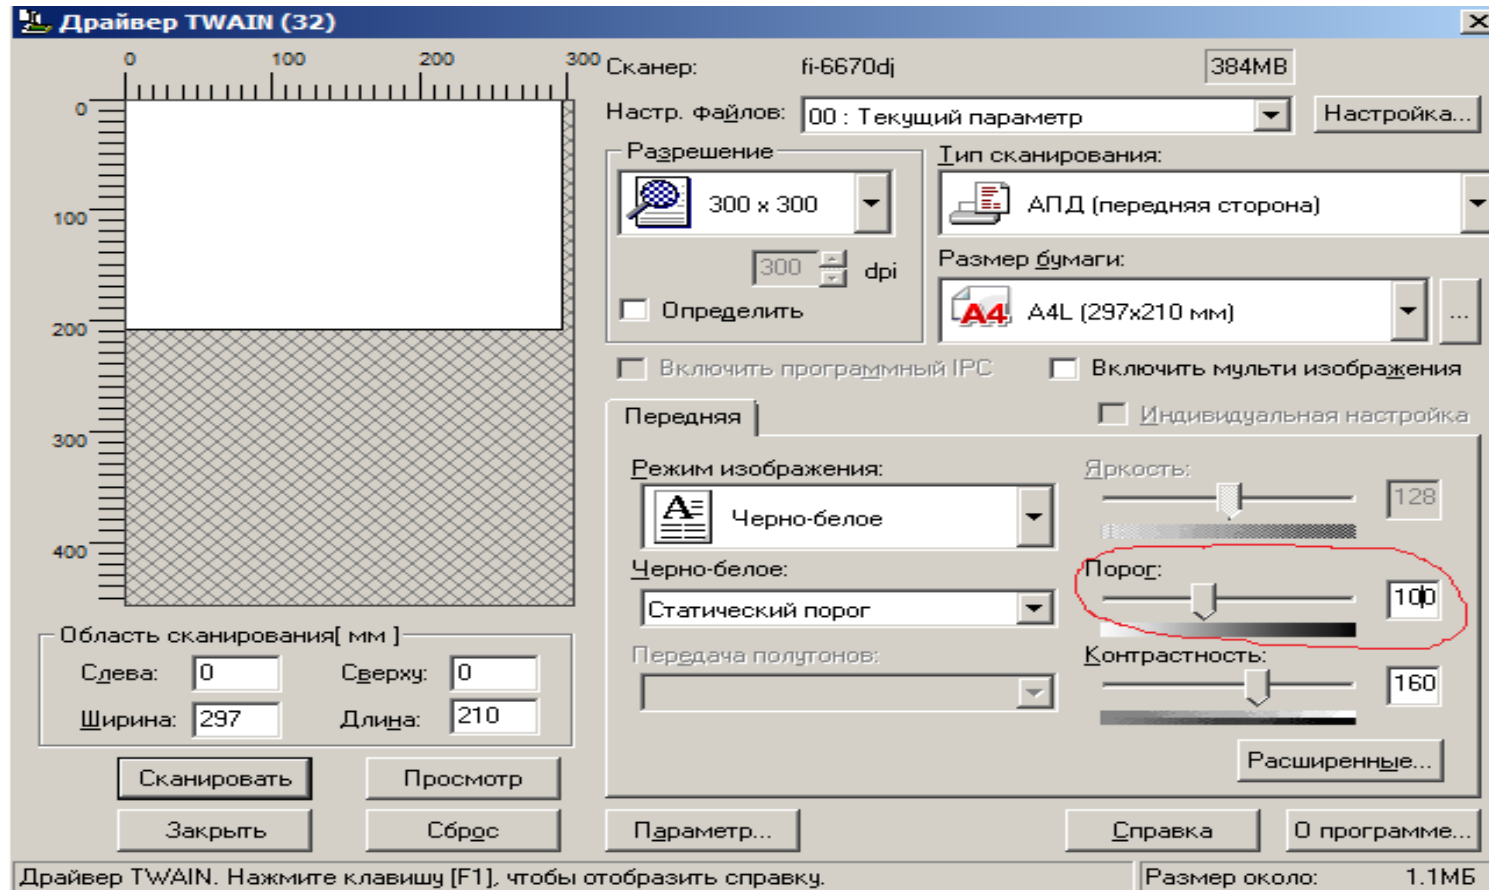 Драйвер TWAIN (32)
0 100 200 300
0
100
200
300
400
Сканер: fi-6670dj 384MB
Настр. файлов: 00 : Текущий параметр Настройка...
Разрешение
300 x 300
300 dpi
Определить
Тип сканирования:
АПД (передняя сторона)
Размер бумаги:
A4 A4L (297x210 мм) ...
Включить программный IPC Включить мульти изображения
Передняя Индивидуальная настройка
Режим изображения:
A Черно-белое
Яркость:
128
Черно-белое:
Статический порог
Порог:
100
Передача полутонов:
Контрастность:
160
Расширенные...
Область сканирования[ мм ]
Слева: 0 Сверху: 0
Ширина: 297 Длина: 210
Сканировать Просмотр
Закрыть Сброс
Параметр... Справка О программе...
Драйвер TWAIN. Нажмите клавишу [F1], чтобы отобразить справку. Размер около: 1.1МБ